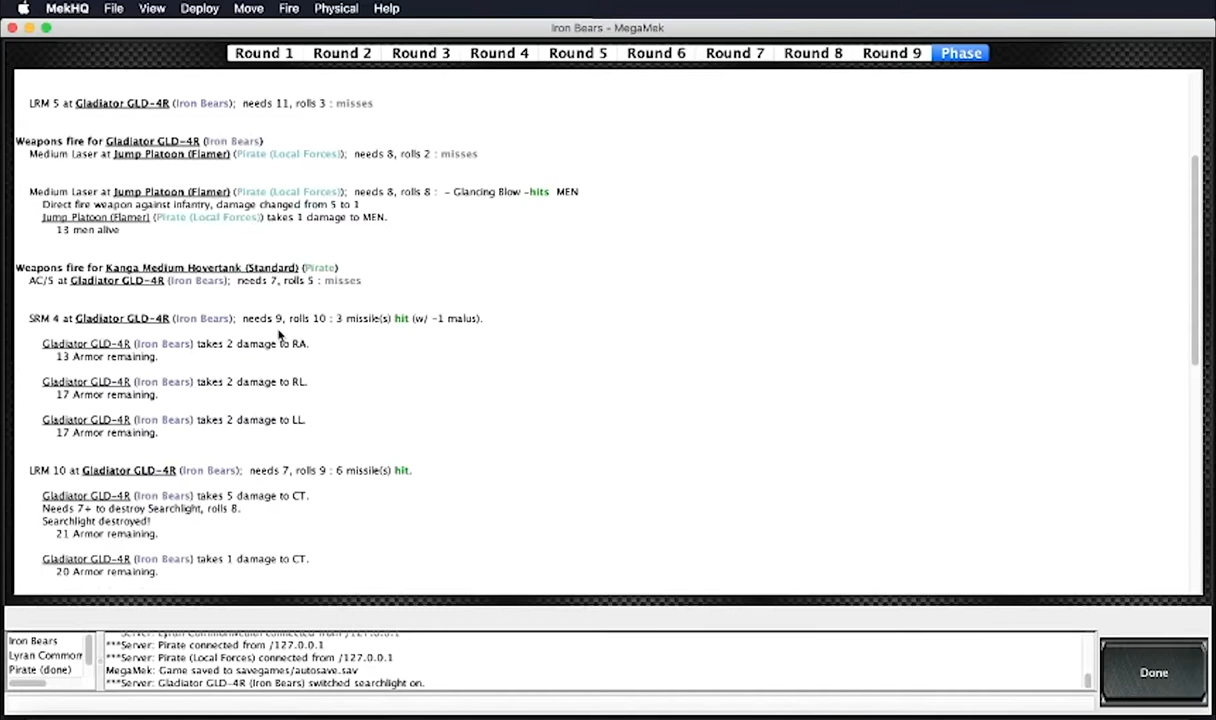 MekHQ File View Deploy Move Fire Physical Help
Iron Bears - MegaMek
Round 1 Round 2 Round 3 Round 4 Round 5 Round 6 Round 7 Round 8 Round 9 Phase
LRM 5 at Gladiator GLD-4R (Iron Bears); needs 11, rolls 3 : misses
Weapons fire for Gladiator GLD-4R (Iron Bears)
Medium Laser at Jump Platoon (Flamer) (Pirate (Local Forces)); needs 8, rolls 2 : misses
Medium Laser at Jump Platoon (Flamer) (Pirate (Local Forces)); needs 8, rolls 8 : - Glancing Blow -hits MEN
Direct fire weapon against infantry, damage changed from 5 to 1
Jump Platoon (Flamer) (Pirate (Local Forces)) takes 1 damage to MEN.
13 men alive
Weapons fire for Kanga Medium Hovertank (Standard) (Pirate)
AC/5 at Gladiator GLD-4R (Iron Bears); needs 7, rolls 5 : misses
SRM 4 at Gladiator GLD-4R (Iron Bears); needs 9, rolls 10 : 3 missile(s) hit (w/ -1 malus).
Gladiator GLD-4R (Iron Bears) takes 2 damage to RA.
13 Armor remaining.
Gladiator GLD-4R (Iron Bears) takes 2 damage to RL.
17 Armor remaining.
Gladiator GLD-4R (Iron Bears) takes 2 damage to LL.
17 Armor remaining.
LRM 10 at Gladiator GLD-4R (Iron Bears); needs 7, rolls 9 : 6 missile(s) hit.
Gladiator GLD-4R (Iron Bears) takes 5 damage to CT.
Needs 7+ to destroy Searchlight, rolls 8.
Searchlight destroyed!
21 Armor remaining.
Gladiator GLD-4R (Iron Bears) takes 1 damage to CT.
20 Armor remaining.
Iron Bears
Lyran Common
Pirate (done)
***Server: Lyran Commonwealth connected from /127.0.0.1
***Server: Pirate connected from /127.0.0.1
***Server: Pirate (Local Forces) connected from /127.0.0.1
MegaMek: Game saved to savegames/autosave.sav
***Server: Gladiator GLD-4R (Iron Bears) switched searchlight on.
Done